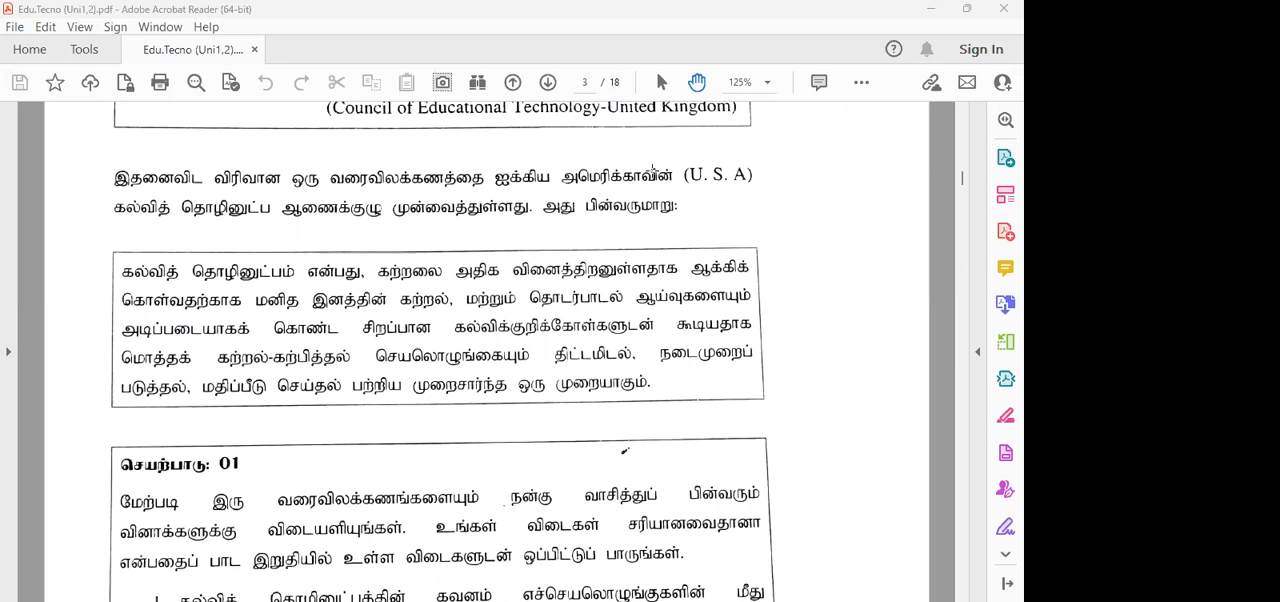 Edu.Tecno (Uni1,2).pdf - Adobe Acrobat Reader (64-bit)
File Edit View Sign Window Help
Home Tools Edu.Tecno (Uni1,2).... × Sign In
3 / 18 125%
(Council of Educational Technology-United Kingdom)
இதனைவிட விரிவான ஒரு வரைவிலக்கணத்தை ஐக்கிய அமெரிக்காவின் (U. S. A)
கல்வித் தொழினுட்ப ஆணைக்குழு முன்வைத்துள்ளது. அது பின்வருமாறு:
கல்வித் தொழினுட்பம் என்பது, கற்றலை அதிக வினைத்திறனுள்ளதாக ஆக்கிக்
கொள்வதற்காக மனித இனத்தின் கற்றல், மற்றும் தொடர்பாடல் ஆய்வுகளையும்
அடிப்படையாகக் கொண்ட சிறப்பான கல்விக்குறிக்கோள்களுடன் கூடியதாக
மொத்தக் கற்றல்-கற்பித்தல் செயலொழுங்கையும் திட்டமிடல், நடைமுறைப்
படுத்தல், மதிப்பீடு செய்தல் பற்றிய முறைசார்ந்த ஒரு முறையாகும்.
செயற்பாடு: 01
மேற்படி இரு வரைவிலக்கணங்களையும் நன்கு வாசித்துப் பின்வரும்
வினாக்களுக்கு விடையளியுங்கள். உங்கள் விடைகள் சரியானவைதானா
என்பதைப் பாட இறுதியில் உள்ள விடைகளுடன் ஒப்பிட்டுப் பாருங்கள்.
கல்வித் தொழினுட்பத்தின் கவனம் எச்செயலொழுங்குகளின் மீது